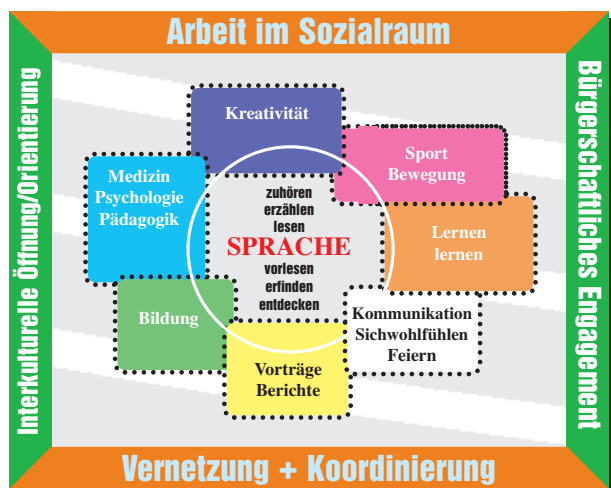 Arbeit im Sozialraum
Interkulturelle Öffnung/Orientierung
Bürgerschaftliches Engagement
Kreativität
Sport
Bewegung
Medizin
Psychologie
Pädagogik
zuhören
erzählen
lesen
SPRACHE
vorlesen
erfinden
entdecken
Lernen
lernen
Bildung
Kommunikation
Sichwohlfühlen
Feiern
Vorträge
Berichte
Vernetzung + Koordinierung